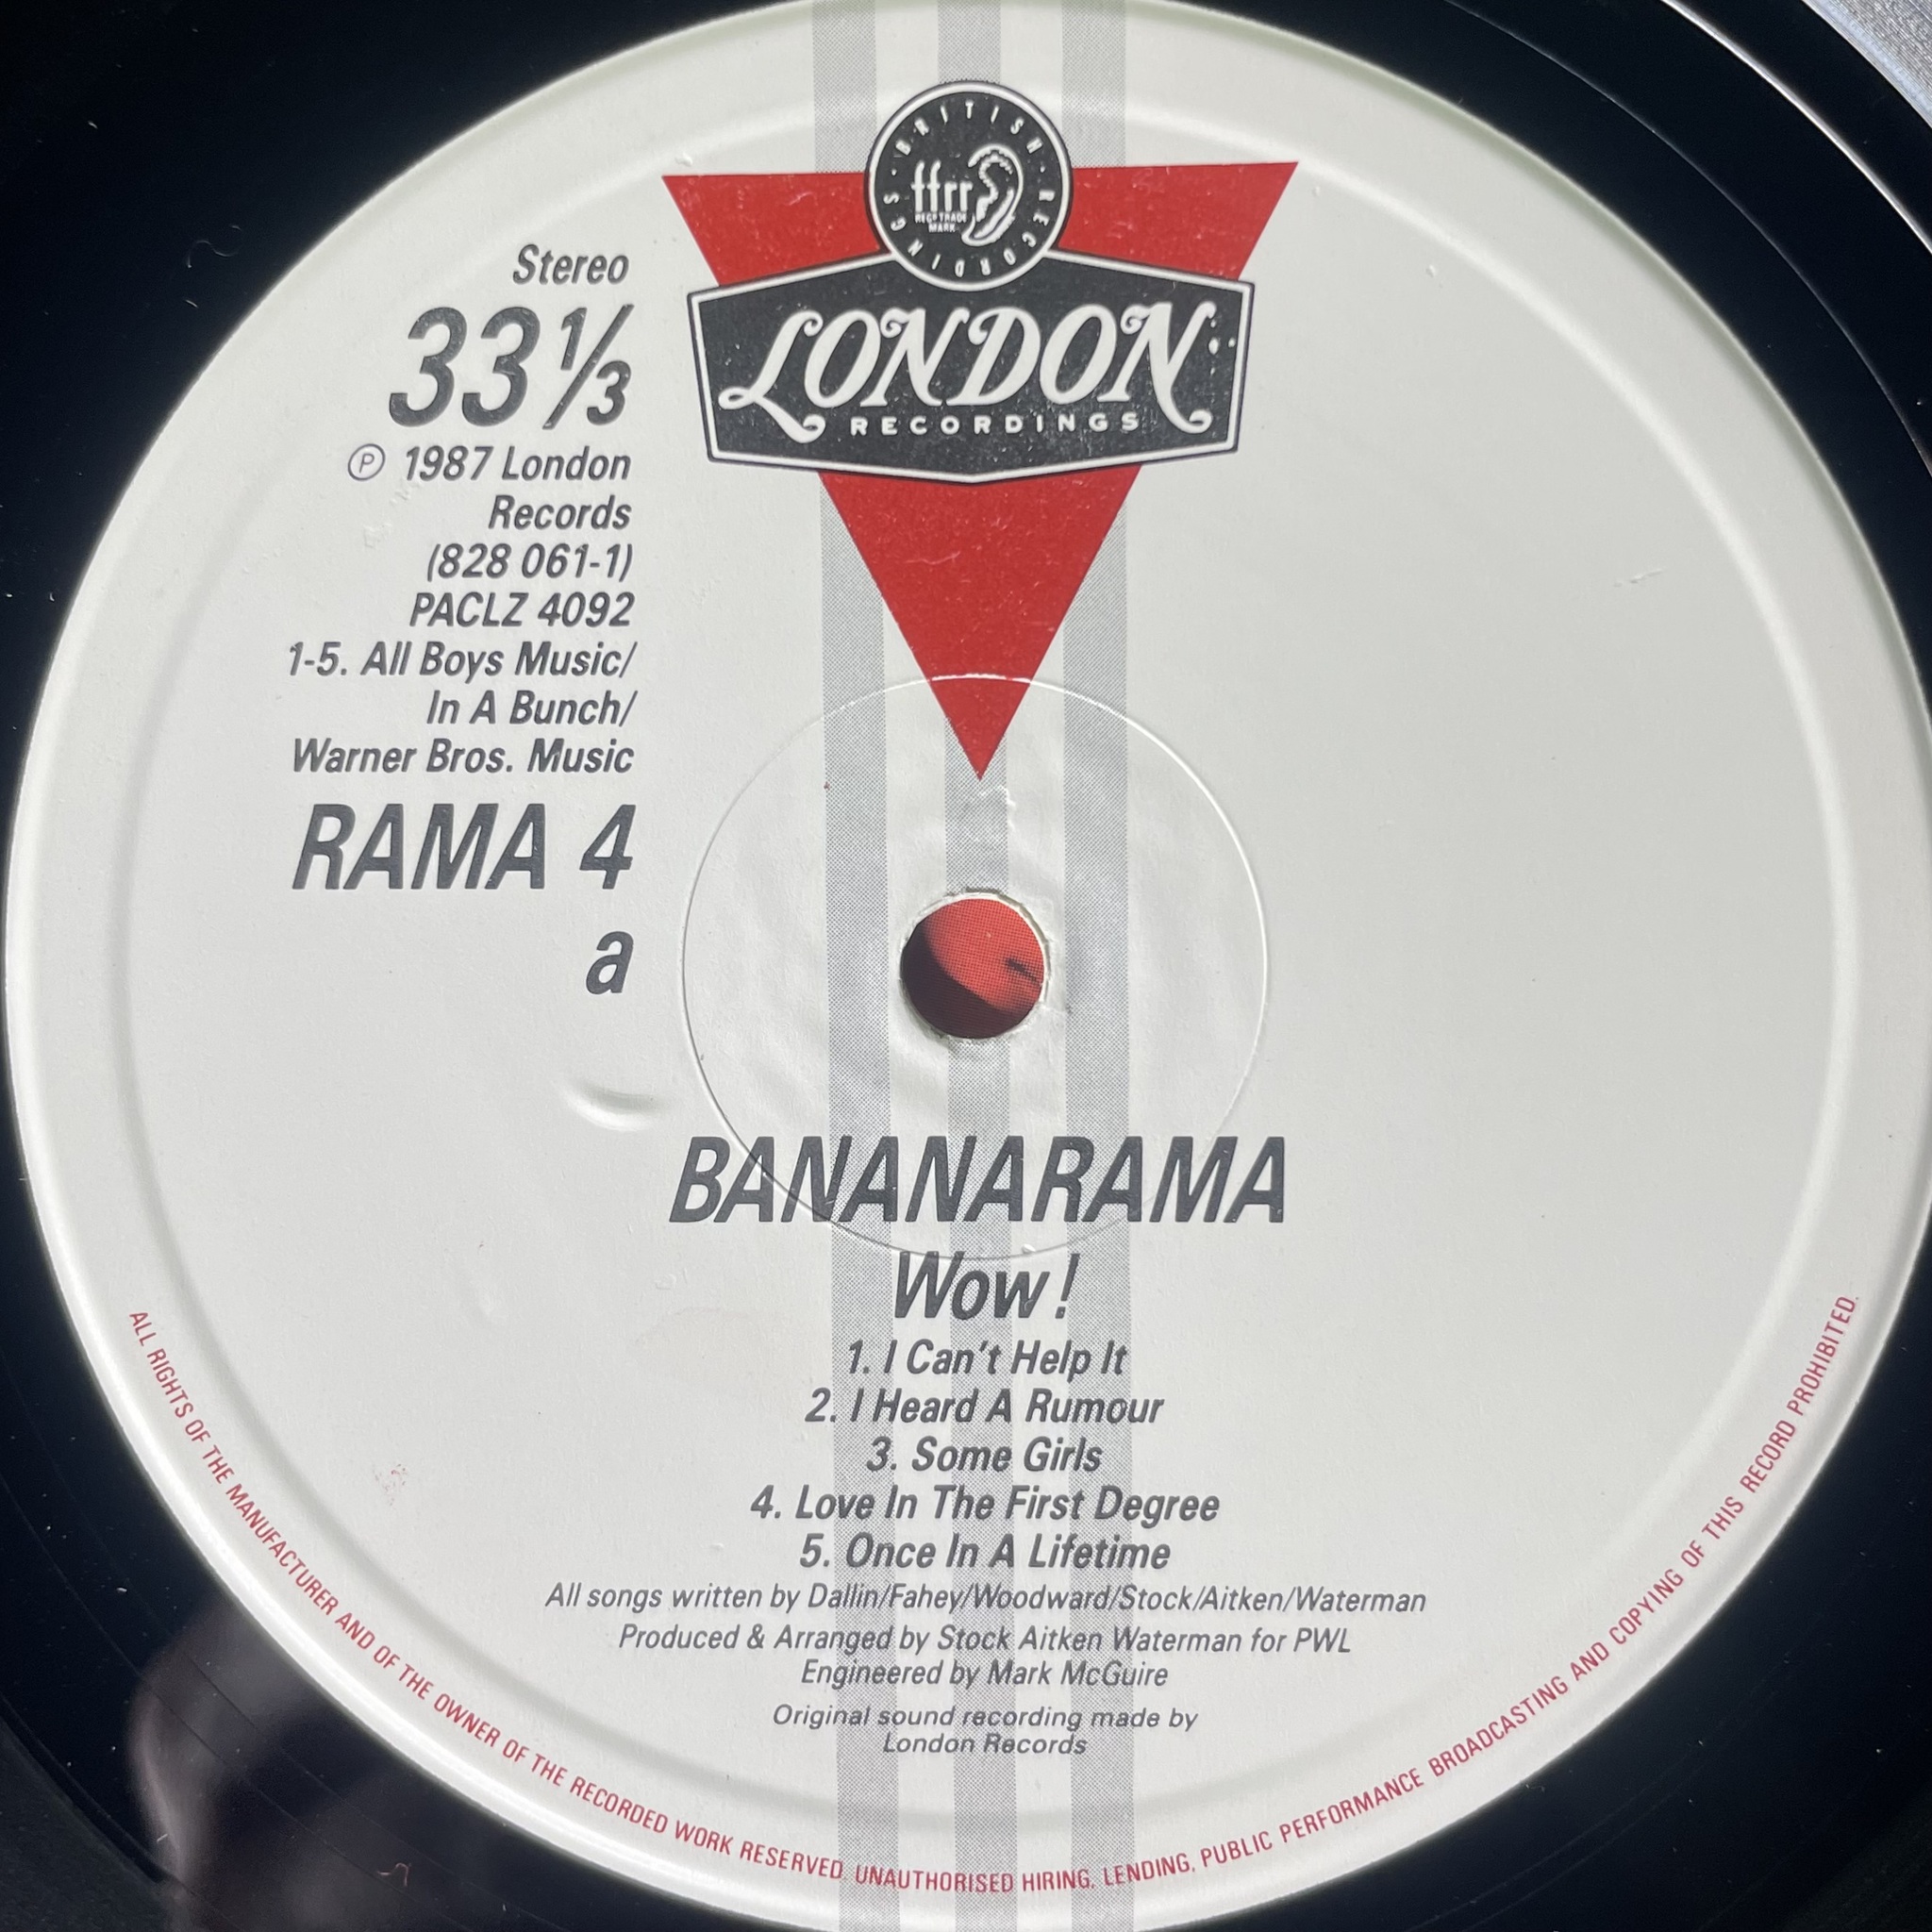 BRITISH RECORDINGS
ffrr
REGD TRADE
MARK
LONDON
RECORDINGS
Stereo
33⅓
℗ 1987 London
Records
(828 061-1)
PACLZ 4092
1-5. All Boys Music/
In A Bunch/
Warner Bros. Music
RAMA 4
a
BANANARAMA
Wow!
1. I Can't Help It
2. I Heard A Rumour
3. Some Girls
4. Love In The First Degree
5. Once In A Lifetime
All songs written by Dallin/Fahey/Woodward/Stock/Aitken/Waterman
Produced & Arranged by Stock Aitken Waterman for PWL
Engineered by Mark McGuire
Original sound recording made by
London Records
ALL RIGHTS OF THE MANUFACTURER AND OF THE OWNER OF THE RECORDED WORK RESERVED. UNAUTHORISED HIRING, LENDING, PUBLIC PERFORMANCE BROADCASTING AND COPYING OF THIS RECORD PROHIBITED.